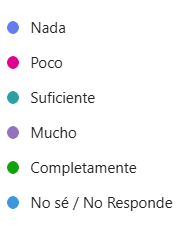 Nada
Poco
Suficiente
Mucho
Completamente
No sé / No Responde